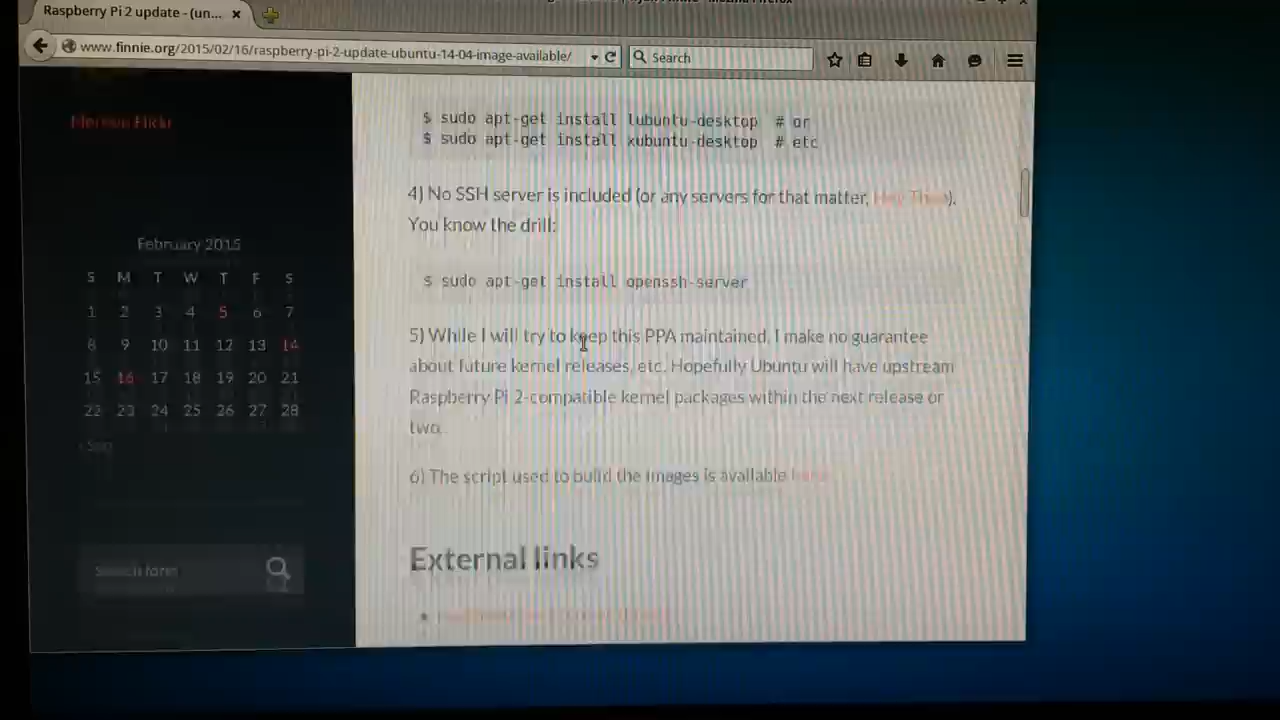 Raspberry Pi 2 update - (un...
www.finnie.org/2015/02/16/raspberry-pi-2-update-ubuntu-14-04-image-available/
Search
Flickr
February 2015
S M T W T F S
1 2 3 4 5 6 7
8 9 10 11 12 13 14
15 16 17 18 19 20 21
22 23 24 25 26 27 28
$ sudo apt-get install lubuntu-desktop # or
$ sudo apt-get install xubuntu-desktop # etc
4) No SSH server is included (or any servers for that matter, ).
You know the drill:
$ sudo apt-get install openssh-server
5) While I will try to keep this PPA maintained, I make no guarantee
about future kernel releases, etc. Hopefully Ubuntu will have upstream
Raspberry Pi 2-compatible kernel packages within the next release or
two.
6) The script used to build the images is available here
External links